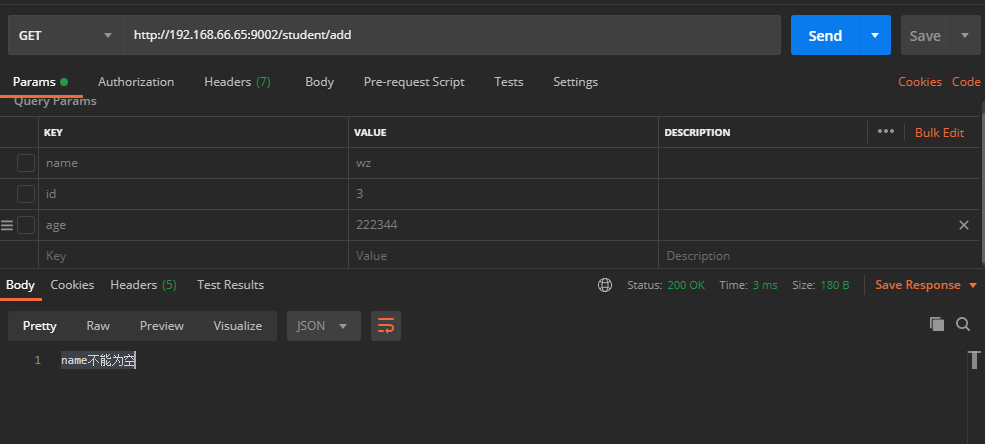 GET http://192.168.66.65:9002/student/add Send Save
Params Authorization Headers (7) Body Pre-request Script Tests Settings Cookies Code
Query Params
KEY VALUE DESCRIPTION ••• Bulk Edit
name wz
id 3
age 222344
Key Value Description
Body Cookies Headers (5) Test Results Status: 200 OK Time: 3 ms Size: 180 B Save Response
Pretty Raw Preview Visualize JSON
1 name不能为空